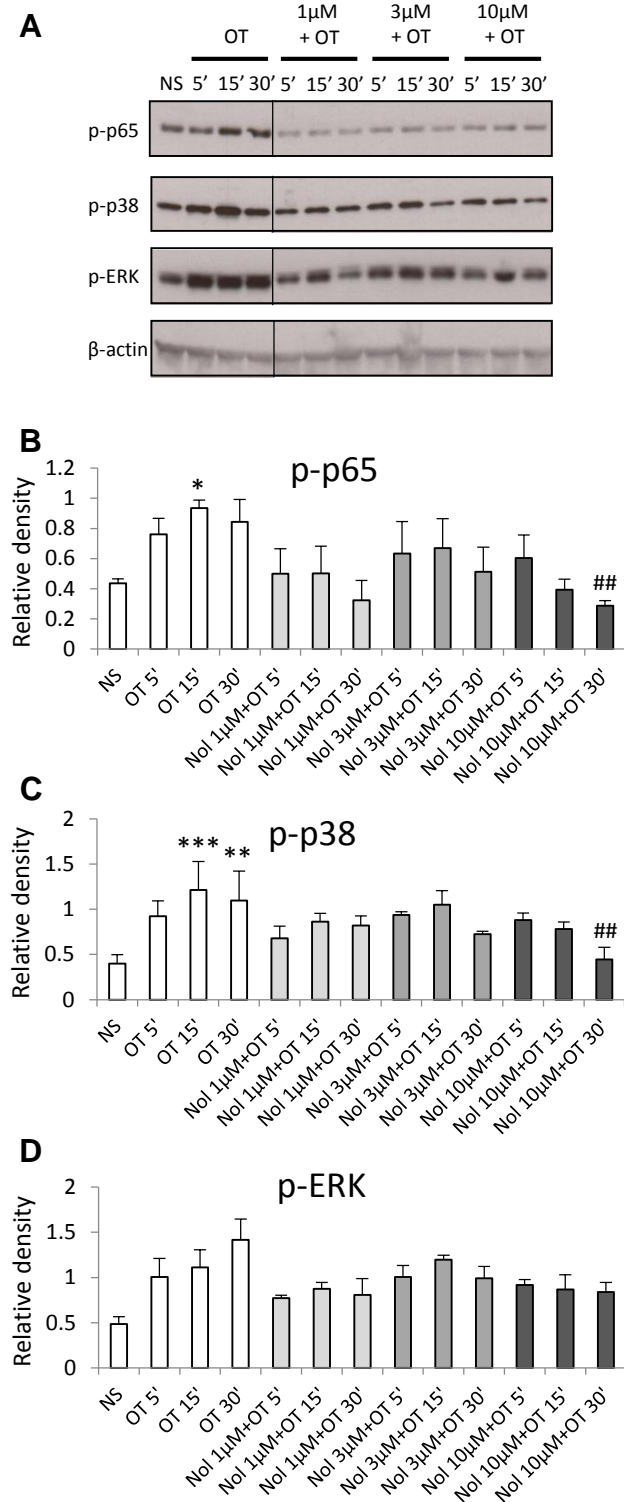 A
OT
1µM + OT
3µM + OT
10µM + OT
NS 5' 15' 30' 5' 15' 30' 5' 15' 30' 5' 15' 30'
p-p65
p-p38
p-ERK
β-actin
B
p-p65
Relative density
1.2
1
0.8
0.6
0.4
0.2
0
*
##
NS
OT 5'
OT 15'
OT 30'
Nol 1µM+OT 5'
Nol 1µM+OT 15'
Nol 1µM+OT 30'
Nol 3µM+OT 5'
Nol 3µM+OT 15'
Nol 3µM+OT 30'
Nol 10µM+OT 5'
Nol 10µM+OT 15'
Nol 10µM+OT 30'
C
p-p38
Relative density
2
1.5
1
0.5
0
***
**
##
NS
OT 5'
OT 15'
OT 30'
Nol 1µM+OT 5'
Nol 1µM+OT 15'
Nol 1µM+OT 30'
Nol 3µM+OT 5'
Nol 3µM+OT 15'
Nol 3µM+OT 30'
Nol 10µM+OT 5'
Nol 10µM+OT 15'
Nol 10µM+OT 30'
D
p-ERK
Relative density
2
1.5
1
0.5
0
NS
OT 5'
OT 15'
OT 30'
Nol 1µM+OT 5'
Nol 1µM+OT 15'
Nol 1µM+OT 30'
Nol 3µM+OT 5'
Nol 3µM+OT 15'
Nol 3µM+OT 30'
Nol 10µM+OT 5'
Nol 10µM+OT 15'
Nol 10µM+OT 30'